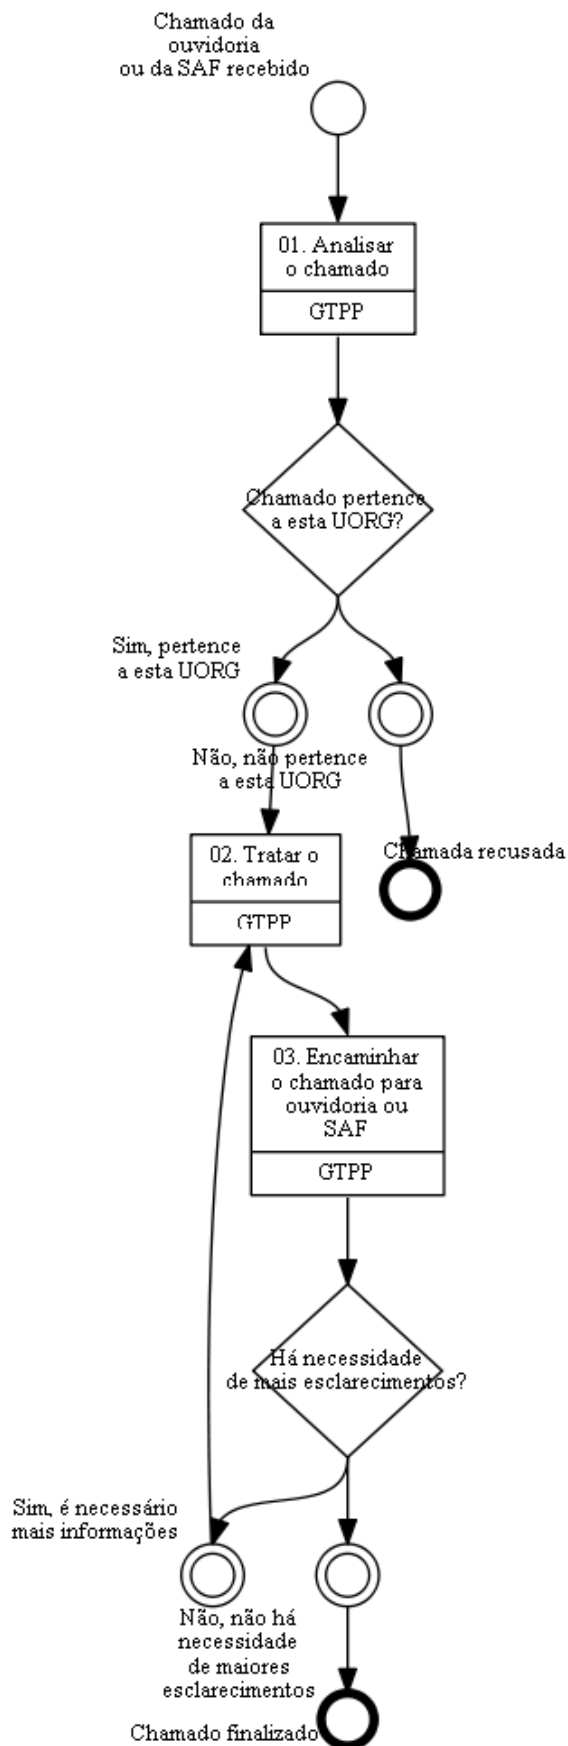 Chamado da
ouvidoria
ou da SAF recebido
01. Analisar
o chamado
GTPP
Chamado pertence
a esta UORG?
Sim, pertence
a esta UORG
Não, não pertence
a esta UORG
02. Tratar o
chamado
GTPP
Chamada recusada
03. Encaminhar
o chamado para
ouvidoria ou
SAF
GTPP
Há necessidade
de mais esclarecimentos?
Sim, é necessário
mais informações
Não, não há
necessidade
de maiores
esclarecimentos
Chamado finalizado